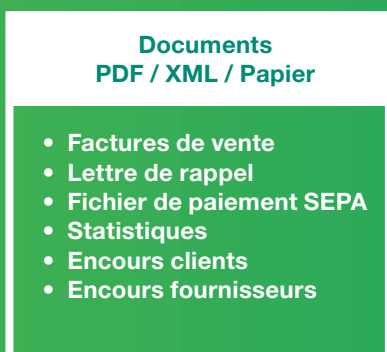 Documents
PDF / XML / Papier
• Factures de vente
• Lettre de rappel
• Fichier de paiement SEPA
• Statistiques
• Encours clients
• Encours fournisseurs